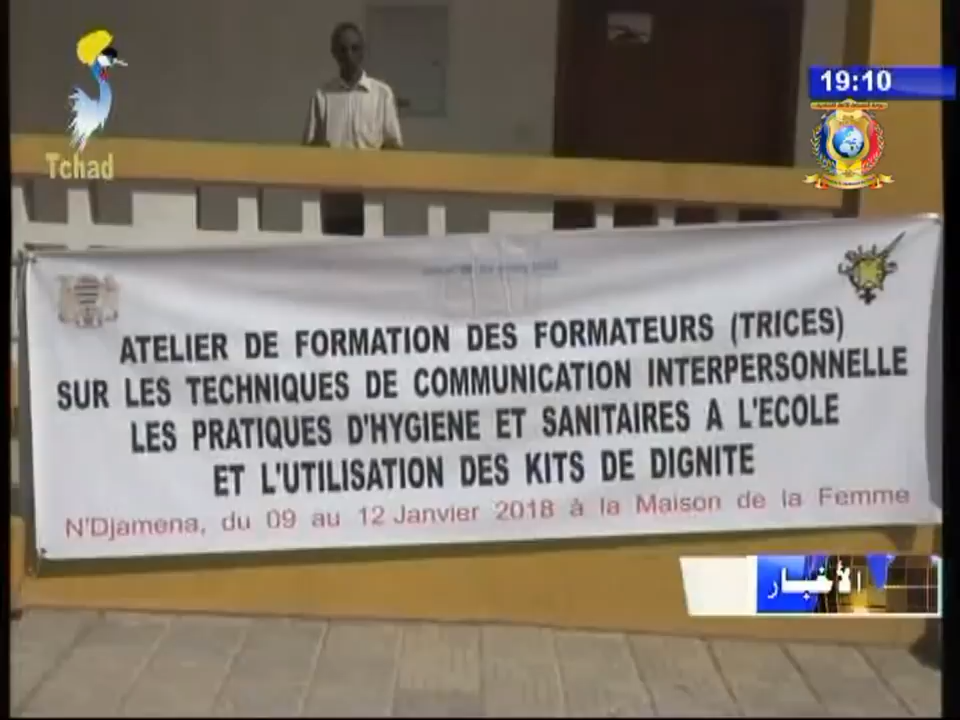 19:10
Tchad
ATELIER DE FORMATION DES FORMATEURS (TRICES)
SUR LES TECHNIQUES DE COMMUNICATION INTERPERSONNELLE
LES PRATIQUES D'HYGIENE ET SANITAIRES A L'ECOLE
ET L'UTILISATION DES KITS DE DIGNITE
N'Djamena, du 09 au 12 Janvier 2018 à la Maison de la Femme
الأخبار